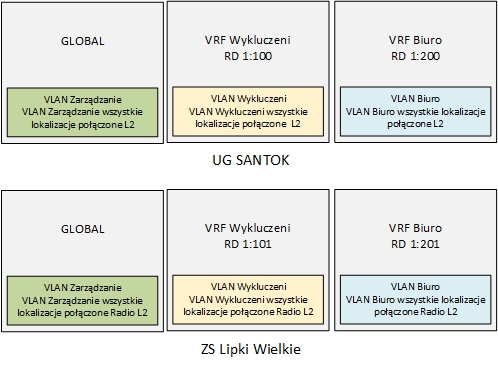 GLOBAL
VRF Wykluczeni
RD 1:100
VRF Biuro
RD 1:200
VLAN Zarządzanie
VLAN Zarządzanie wszystkie
lokalizacje połączone L2
VLAN Wykluczeni
VLAN Wykluczeni wszystkie
lokalizacje połączone L2
VLAN Biuro
VLAN Biuro wszystkie lokalizacje
połączone L2
UG SANTOK
GLOBAL
VRF Wykluczeni
RD 1:101
VRF Biuro
RD 1:201
VLAN Zarządzanie
VLAN Zarządzanie wszystkie
lokalizacje połączone Radio L2
VLAN Wykluczeni
VLAN Wykluczeni wszystkie
lokalizacje połączone Radio L2
VLAN Biuro
VLAN Biuro wszystkie lokalizacje
połączone Radio L2
ZS Lipki Wielkie